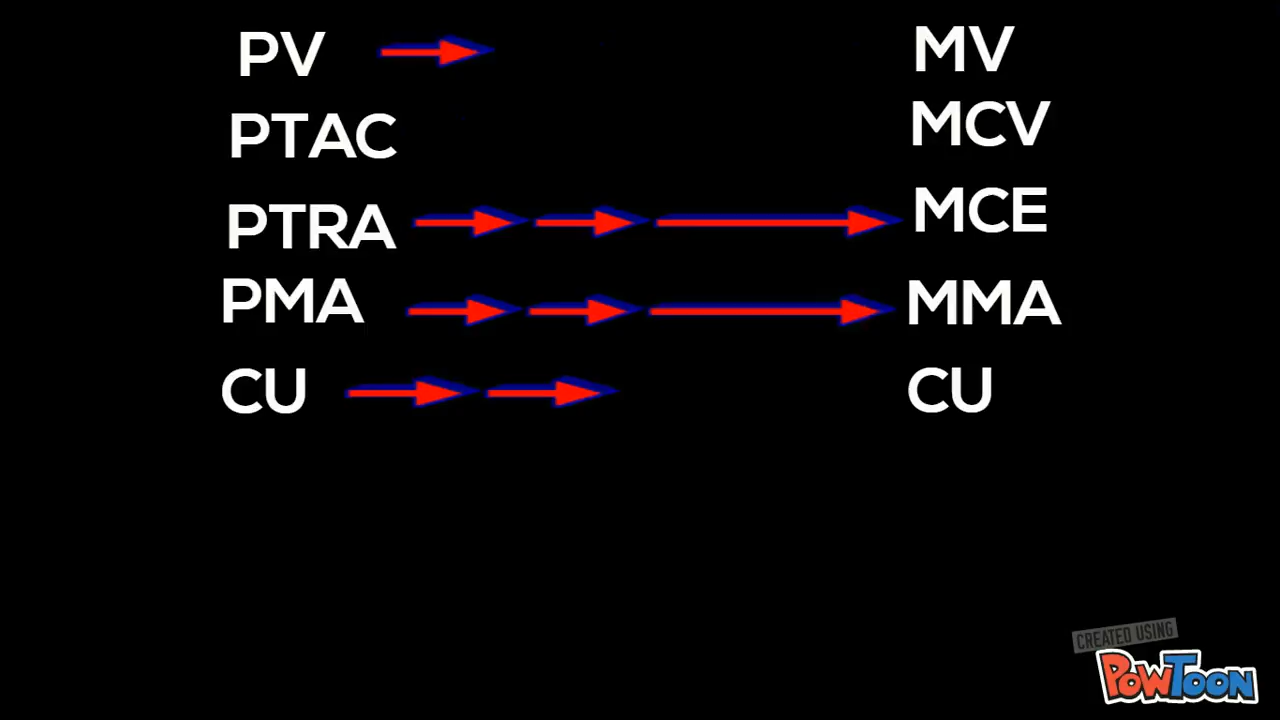 PV MV
PTAC MCV
PTRA MCE
PMA MMA
CU CU
CREATED USING
POWTOON